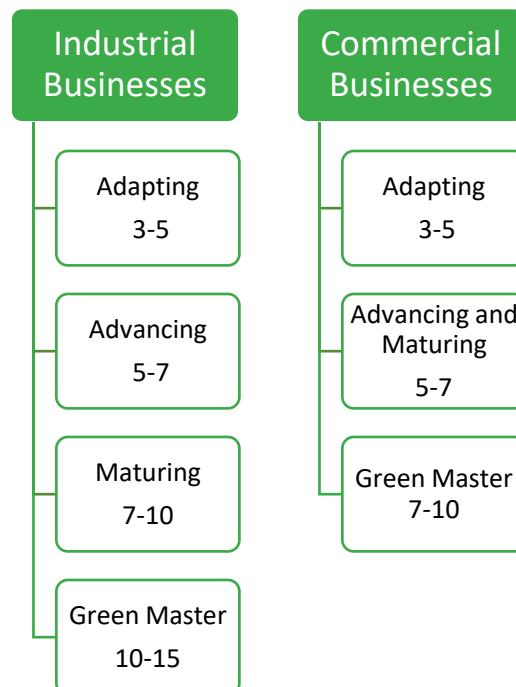 Industrial
Businesses
Adapting
3-5
Advancing
5-7
Maturing
7-10
Green Master
10-15
Commercial
Businesses
Adapting
3-5
Advancing and
Maturing
5-7
Green Master
7-10